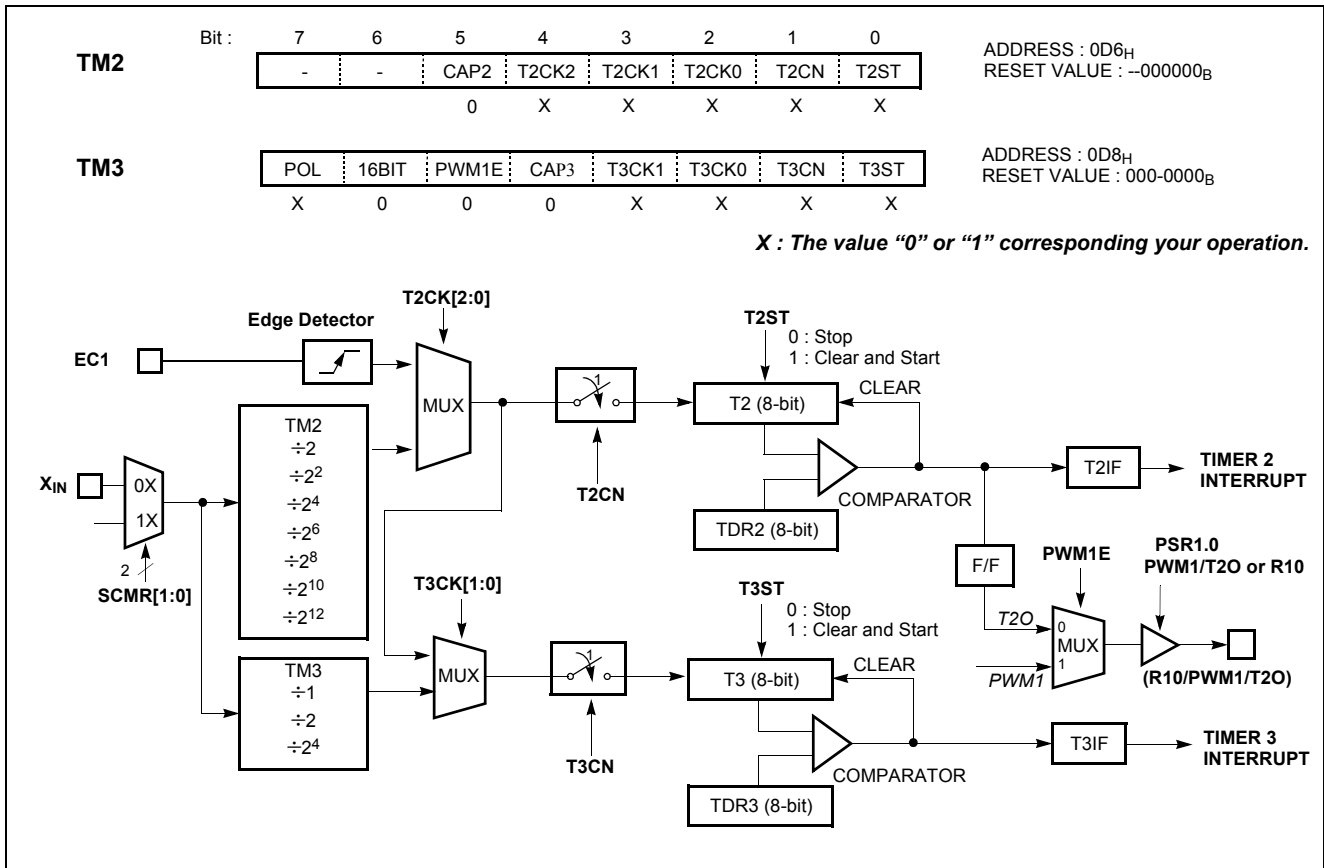 Bit : 7 6 5 4 3 2 1 0
TM2 - - CAP2 T2CK2 T2CK1 T2CK0 T2CN T2ST
ADDRESS : 0D6H
RESET VALUE : --000000B
0 X X X X X
TM3 POL 16BIT PWM1E CAP3 T3CK1 T3CK0 T3CN T3ST
ADDRESS : 0D8H
RESET VALUE : 000-0000B
X 0 0 0 X X X X
X : The value “0” or “1” corresponding your operation.
T2CK[2:0]
Edge Detector
EC1
MUX
TM2
÷2
÷2²
÷2⁴
÷2⁶
÷2⁸
÷2¹⁰
÷2¹²
XIN
0X
1X
2
SCMR[1:0]
TM3
÷1
÷2
÷2⁴
1
T2CN
T2ST
0 : Stop
1 : Clear and Start
T2 (8-bit)
CLEAR
COMPARATOR
TDR2 (8-bit)
T2IF
TIMER 2
INTERRUPT
F/F
PWM1E
PSR1.0
PWM1/T2O or R10
T2O
0
MUX
1
PWM1
(R10/PWM1/T2O)
T3CK[1:0]
MUX
1
T3CN
T3ST
0 : Stop
1 : Clear and Start
T3 (8-bit)
CLEAR
COMPARATOR
TDR3 (8-bit)
T3IF
TIMER 3
INTERRUPT